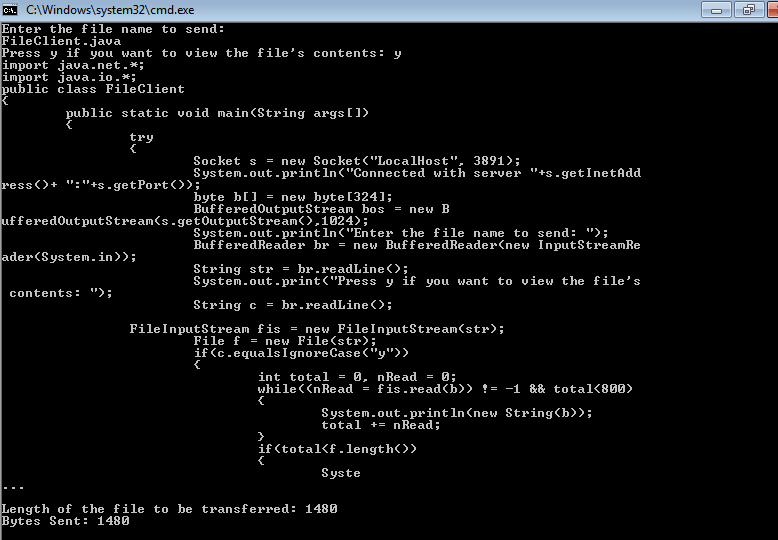 C:\Windows\system32\cmd.exe
Enter the file name to send:
FileClient.java
Press y if you want to view the file's contents: y
import java.net.*;
import java.io.*;
public class FileClient
{
        public static void main(String args[])
        {
                try
                {
                        Socket s = new Socket("LocalHost", 3891);
                        System.out.println("Connected with server "+s.getInetAdd
ress()+ ":"+s.getPort());
                        byte b[] = new byte[324];
                        BufferedOutputStream bos = new B
ufferedOutputStream(s.getOutputStream(),1024);
                        System.out.println("Enter the file name to send: ");
                        BufferedReader br = new BufferedReader(new InputStreamRe
ader(System.in));
                        String str = br.readLine();
                        System.out.print("Press y if you want to view the file's
 contents: ");
                        String c = br.readLine();
                FileInputStream fis = new FileInputStream(str);
                        File f = new File(str);
                        if(c.equalsIgnoreCase("y"))
                        {
                                int total = 0, nRead = 0;
                                while((nRead = fis.read(b)) != -1 && total<800)
                                {
                                        System.out.println(new String(b));
                                        total += nRead;
                                }
                                if(total<f.length())
                                {
                                        Syste
...
Length of the file to be transferred: 1480
Bytes Sent: 1480